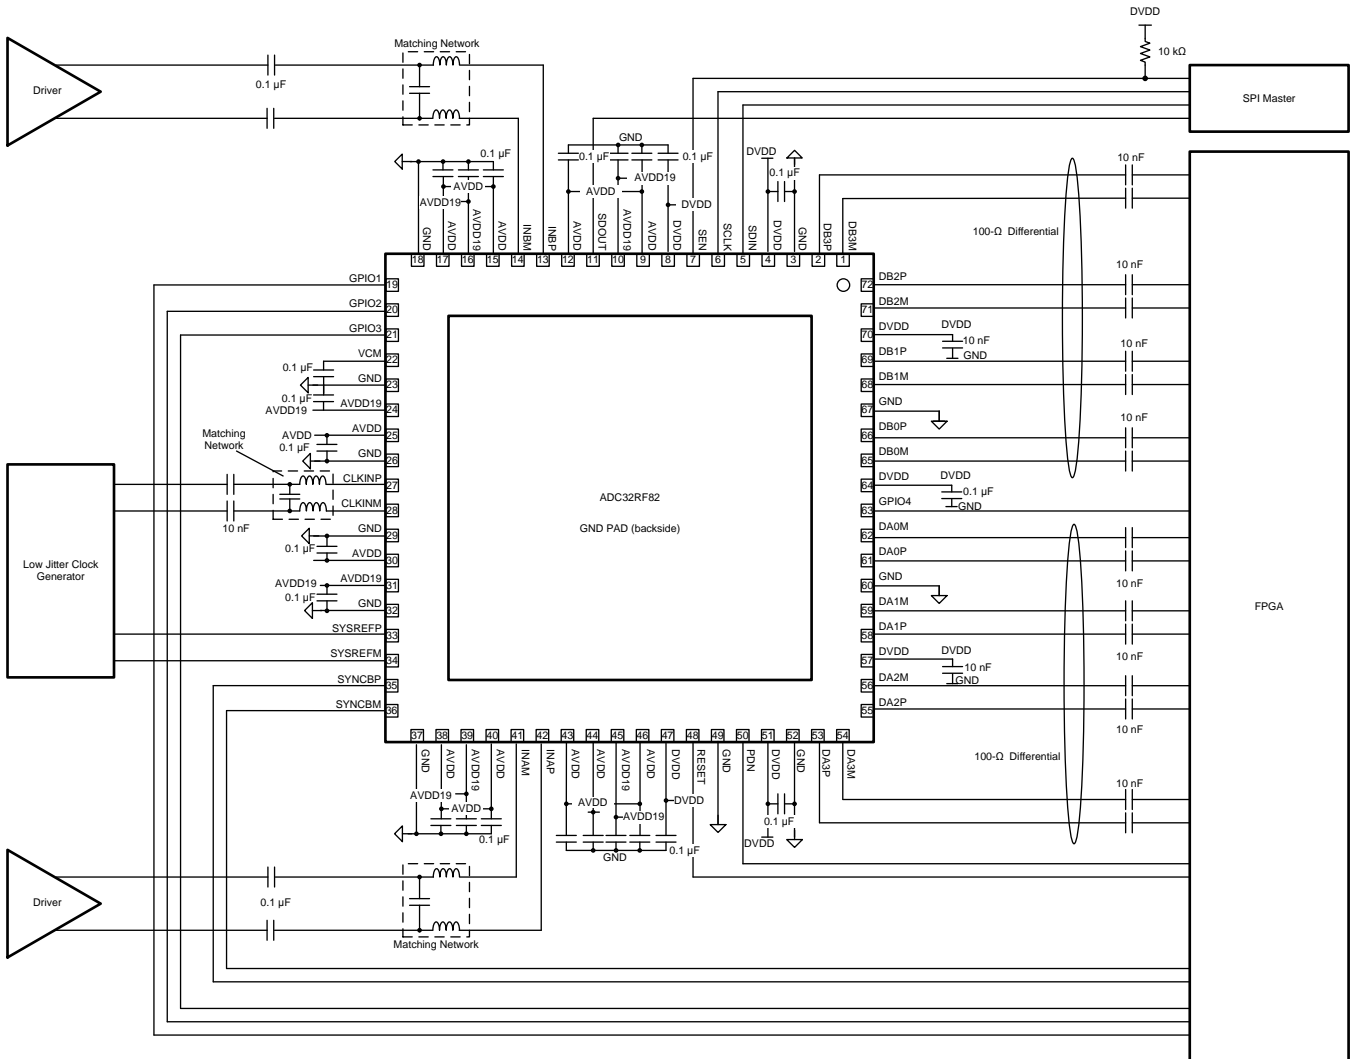 DVDD
10 kΩ
Matching Network
Driver
0.1 µF
SPI Master
GND
0.1 µF
0.1 µF
0.1 µF
DVDD
0.1 µF
10 nF
AVDD
AVDD19
AVDD19
AVDD
DVDD
100-Ω Differential
GND
AVDD
AVDD19
AVDD
INBM
INBP
AVDD
SDOUT
AVDD19
AVDD
DVDD
SEN
SCLK
SDIN
DVDD
GND
DB3P
DB3M
18
17
16
15
14
13
12
11
10
9
8
7
6
5
4
3
2
1
GPIO1
19
GPIO2
20
GPIO3
21
VCM
22
0.1 µF
GND
23
0.1 µF
AVDD19
AVDD19
24
Matching
Network
AVDD
AVDD
25
0.1 µF
GND
26
CLKINP
27
CLKINM
28
10 nF
GND
29
0.1 µF
AVDD
30
AVDD19
AVDD19
31
0.1 µF
GND
32
SYSREFP
33
SYSREFM
34
SYNCBP
35
SYNCBM
36
Low Jitter Clock
Generator
ADC32RF82
GND PAD (backside)
72
DB2P
10 nF
71
DB2M
70
DVDD
DVDD
10 nF
GND
69
DB1P
10 nF
68
DB1M
67
GND
66
DB0P
10 nF
65
DB0M
64
DVDD
DVDD
0.1 µF
GND
63
GPIO4
62
DA0M
61
DA0P
10 nF
60
GND
59
DA1M
58
DA1P
10 nF
57
DVDD
DVDD
10 nF
GND
56
DA2M
55
DA2P
10 nF
FPGA
37
38
39
40
41
42
43
44
45
46
47
48
49
50
51
52
53
54
GND
AVDD
AVDD19
AVDD
INAM
INAP
AVDD
AVDD
AVDD19
AVDD
DVDD
RESET
GND
PDN
DVDD
GND
DA3P
DA3M
100-Ω Differential
10 nF
AVDD19
AVDD
AVDD
DVDD
AVDD19
0.1 µF
0.1 µF
GND
0.1 µF
DVDD
Driver
0.1 µF
Matching Network